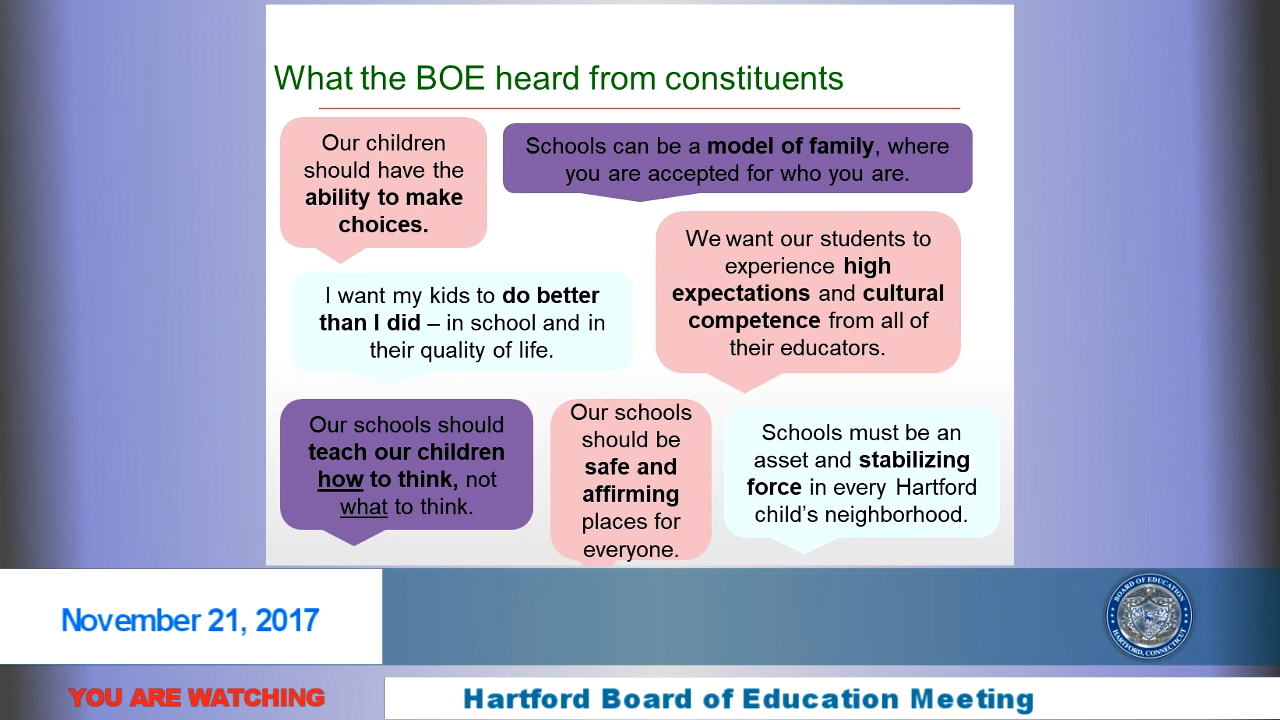 What the BOE heard from constituents
Our children
should have the
ability to make
choices.
Schools can be a model of family, where
you are accepted for who you are.
We want our students to
experience high
expectations and cultural
competence from all of
their educators.
I want my kids to do better
than I did – in school and in
their quality of life.
Our schools should
teach our children
how to think, not
what to think.
Our schools
should be
safe and
affirming
places for
everyone.
Schools must be an
asset and stabilizing
force in every Hartford
child's neighborhood.
November 21, 2017
BOARD OF EDUCATION
HARTFORD, CONNECTICUT
YOU ARE WATCHING
Hartford Board of Education Meeting